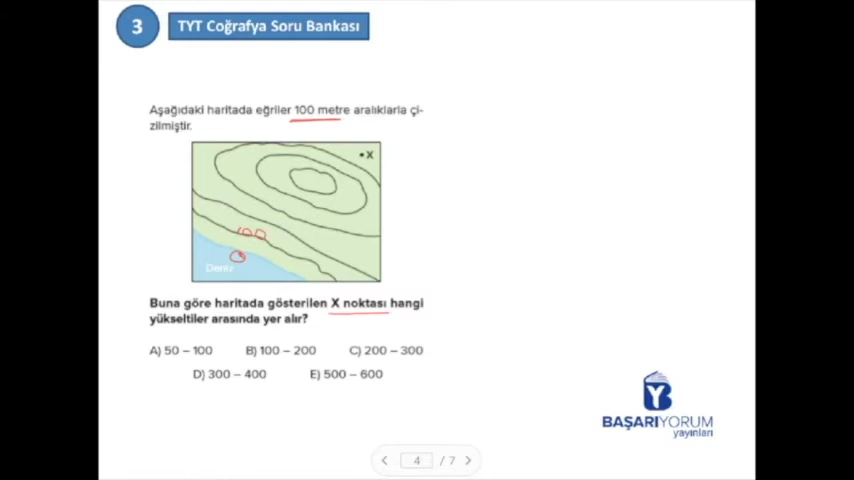 3 TYT Coğrafya Soru Bankası
Aşağıdaki haritada eğriler 100 metre aralıklarla çi-
zilmiştir.
X
100
0
Deniz
Buna göre haritada gösterilen X noktası hangi
yükseltiler arasında yer alır?
A) 50 – 100 B) 100 – 200 C) 200 – 300
D) 300 – 400 E) 500 – 600
BAŞARIYORUM
yayınları
4 / 7